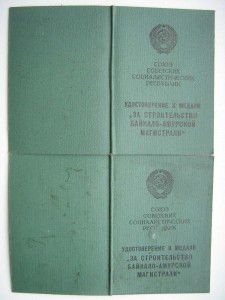 СОЮЗ
СОВЕТСКИХ
СОЦИАЛИСТИЧЕСКИХ
РЕСПУБЛИК
УДОСТОВЕРЕНИЕ К МЕДАЛИ
„ЗА СТРОИТЕЛЬСТВО
БАЙКАЛО-АМУРСКОЙ
МАГИСТРАЛИ“
СОЮЗ
СОВЕТСКИХ
СОЦИАЛИСТИЧЕСКИХ
РЕСПУБЛИК
УДОСТОВЕРЕНИЕ К МЕДАЛИ
„ЗА СТРОИТЕЛЬСТВО
БАЙКАЛО-АМУРСКОЙ
МАГИСТРАЛИ“